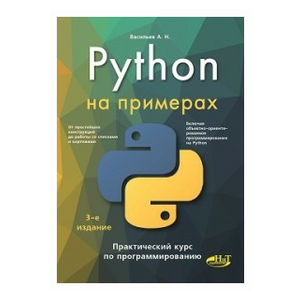 Васильев А. Н.
Python
на примерах
От простейших
конструкций
до работы со списками
и кортежами
Включая
объектно-ориенти-
рованное
программирование
на Python
3-е
издание
Практический курс
по программированию
НиТ